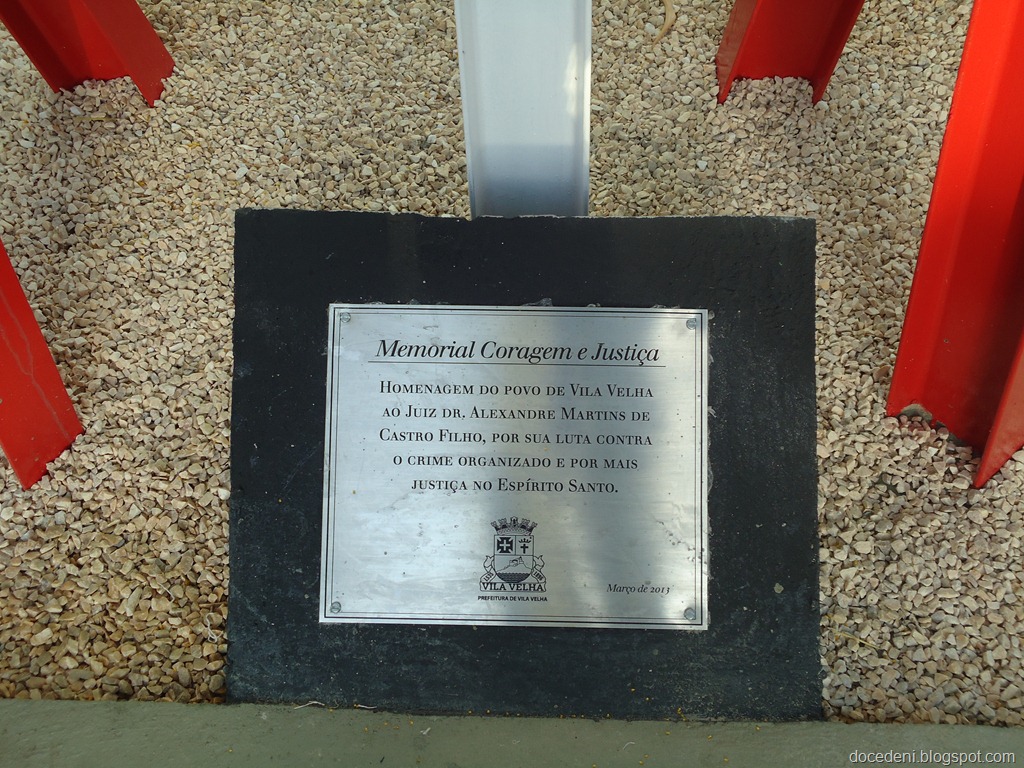 Memorial Coragem e Justiça
Homenagem do povo de Vila Velha
ao Juiz dr. Alexandre Martins de
Castro Filho, por sua luta contra
o crime organizado e por mais
justiça no Espírito Santo.
VILA VELHA
PREFEITURA DE VILA VELHA
Março de 2013
docedeni.blogspot.com